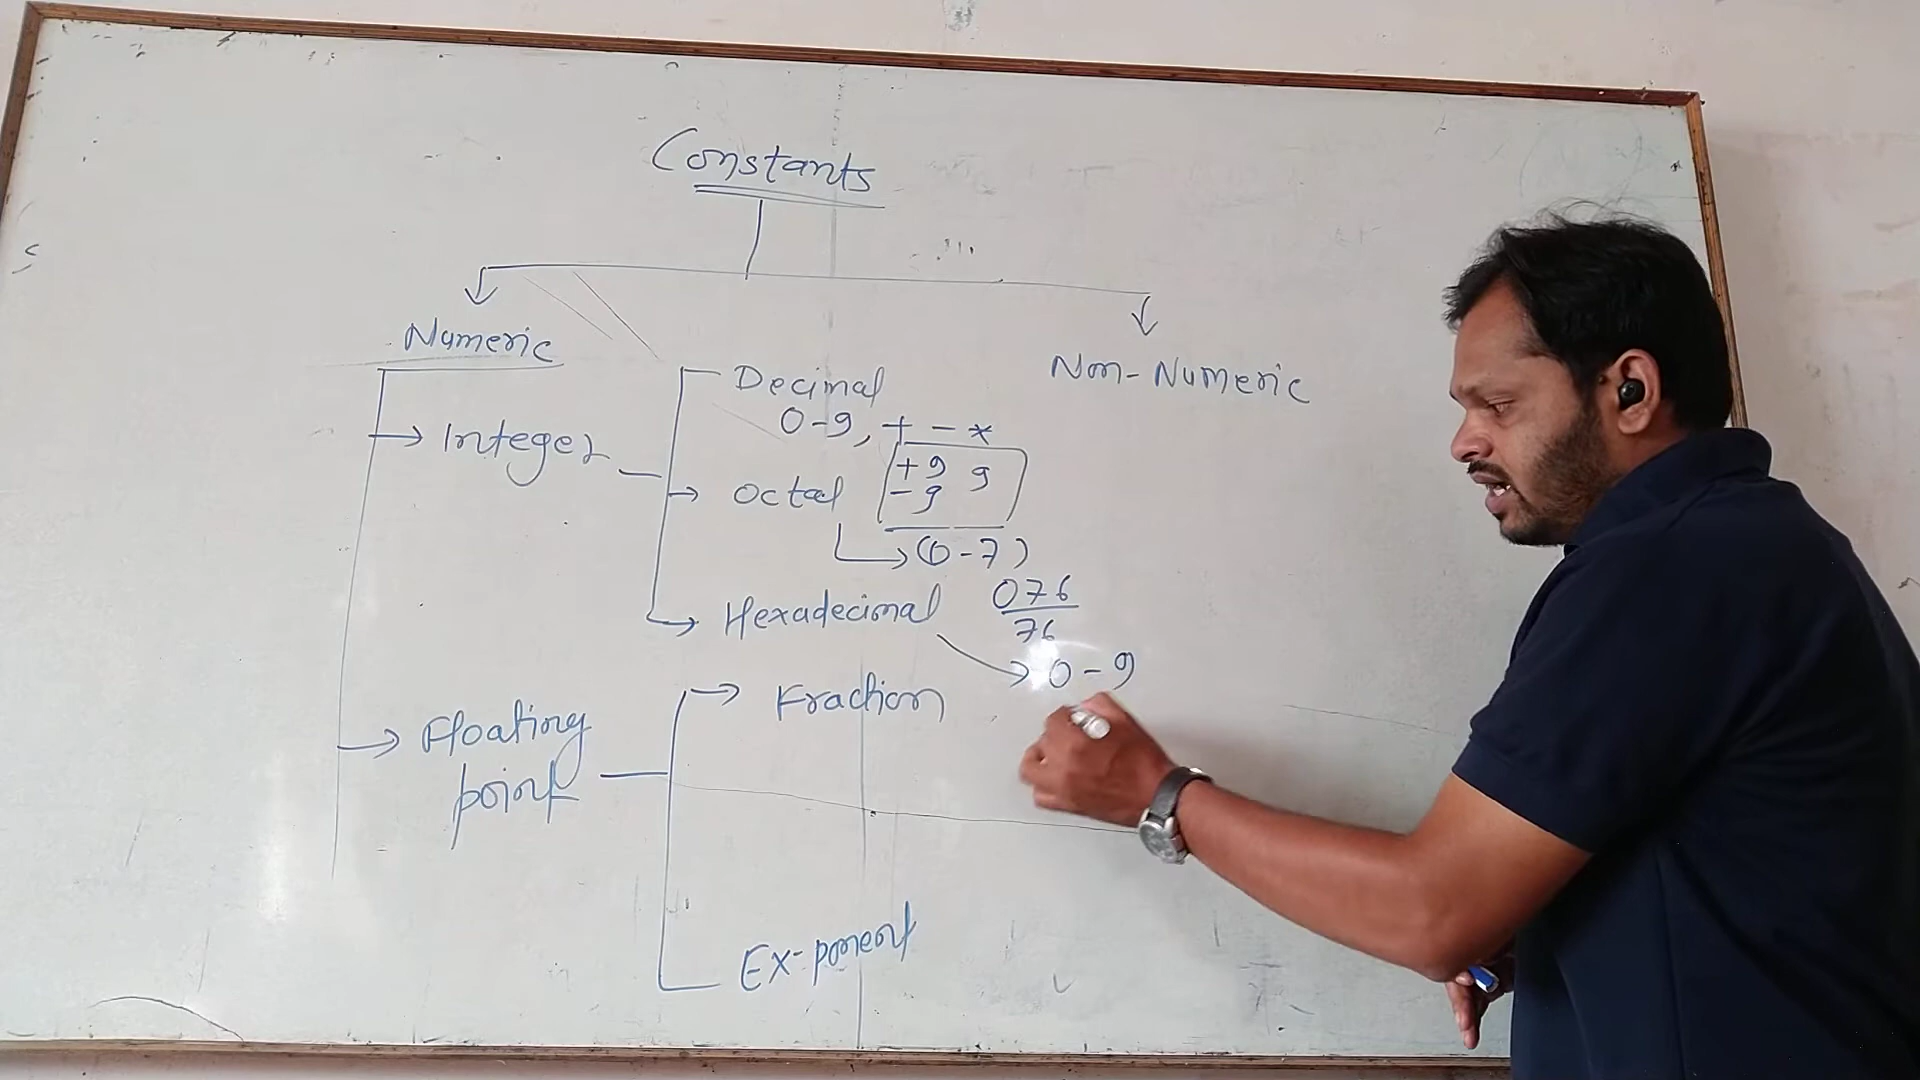 Constants
Numeric
Non-Numeric
Decimal
0-9, + - *
Integer
+9 9
-9
Octal
(0-7)
Hexadecimal
076
76
0-9
Fraction
Floating
point
Ex-ponent